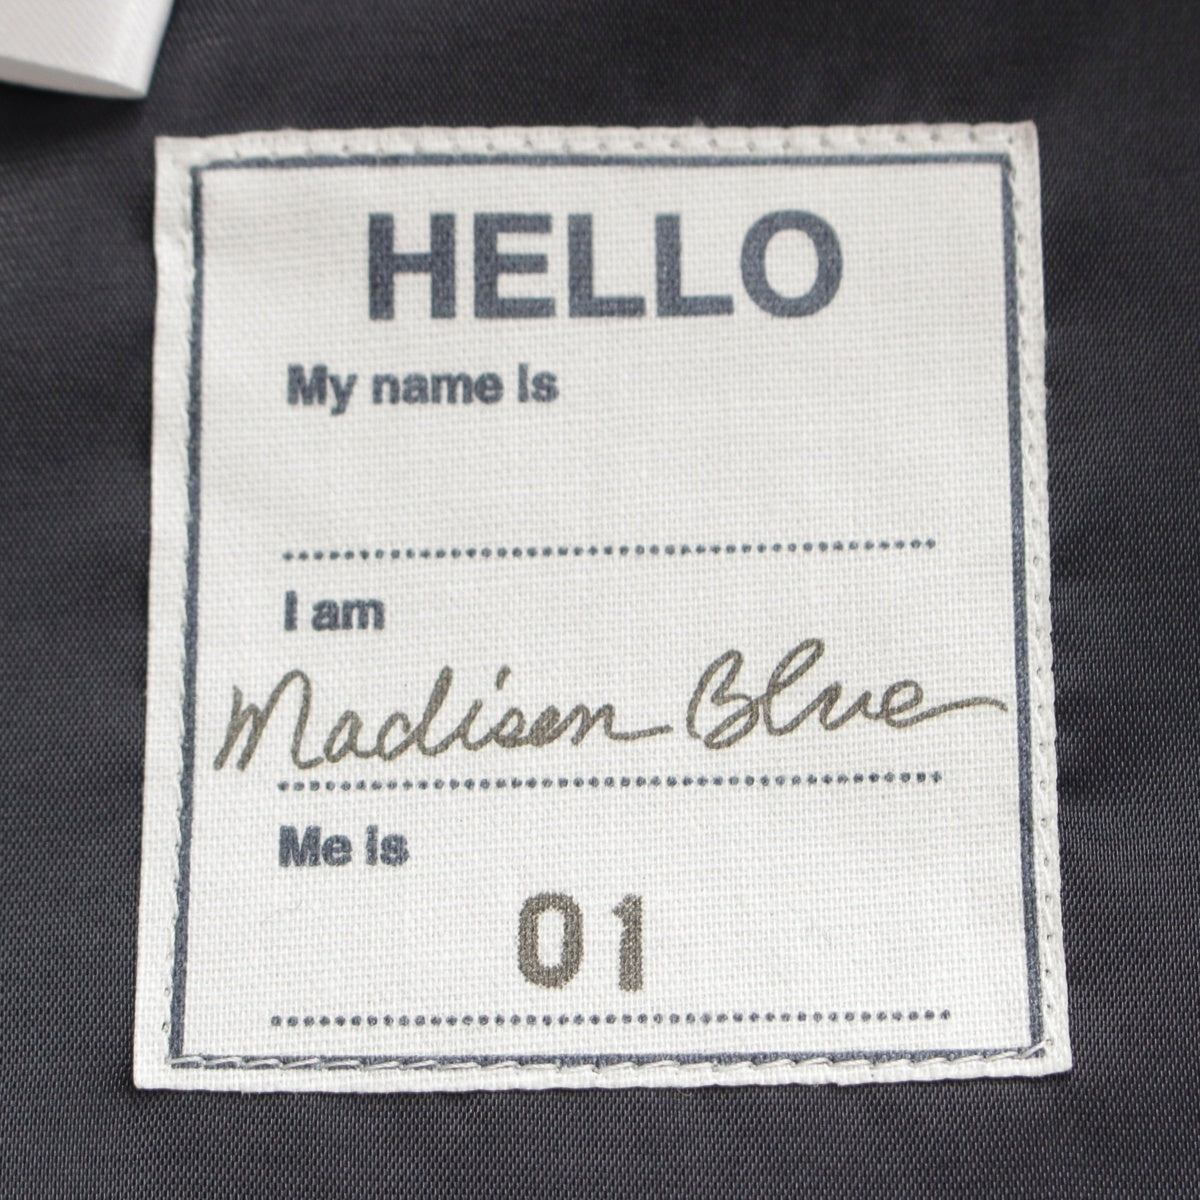 HELLO
My name is
I am
Madison Blue
Me is
01